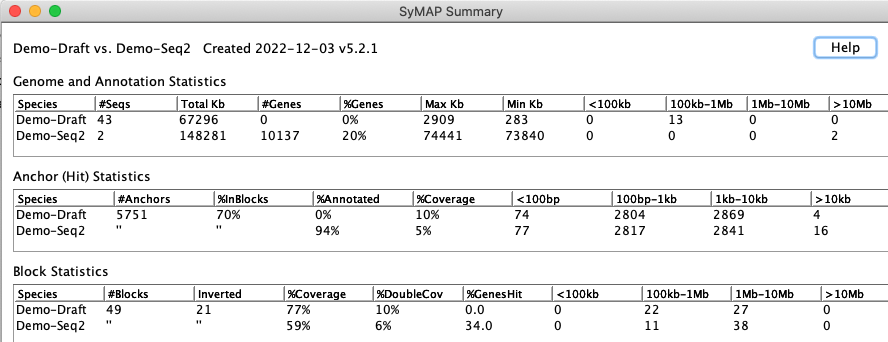 SyMAP Summary
Demo-Draft vs. Demo-Seq2 Created 2022-12-03 v5.2.1 Help
Genome and Annotation Statistics
Species #Seqs Total Kb #Genes %Genes Max Kb Min Kb <100kb 100kb-1Mb 1Mb-10Mb >10Mb
Demo-Draft 43 67296 0 0% 2909 283 0 13 0 0
Demo-Seq2 2 148281 10137 20% 74441 73840 0 0 0 2
Anchor (Hit) Statistics
Species #Anchors %InBlocks %Annotated %Coverage <100bp 100bp-1kb 1kb-10kb >10kb
Demo-Draft 5751 70% 0% 10% 74 2804 2869 4
Demo-Seq2 " " 94% 5% 77 2817 2841 16
Block Statistics
Species #Blocks Inverted %Coverage %DoubleCov %GenesHit <100kb 100kb-1Mb 1Mb-10Mb >10Mb
Demo-Draft 49 21 77% 10% 0.0 0 22 27 0
Demo-Seq2 " " 59% 6% 34.0 0 11 38 0